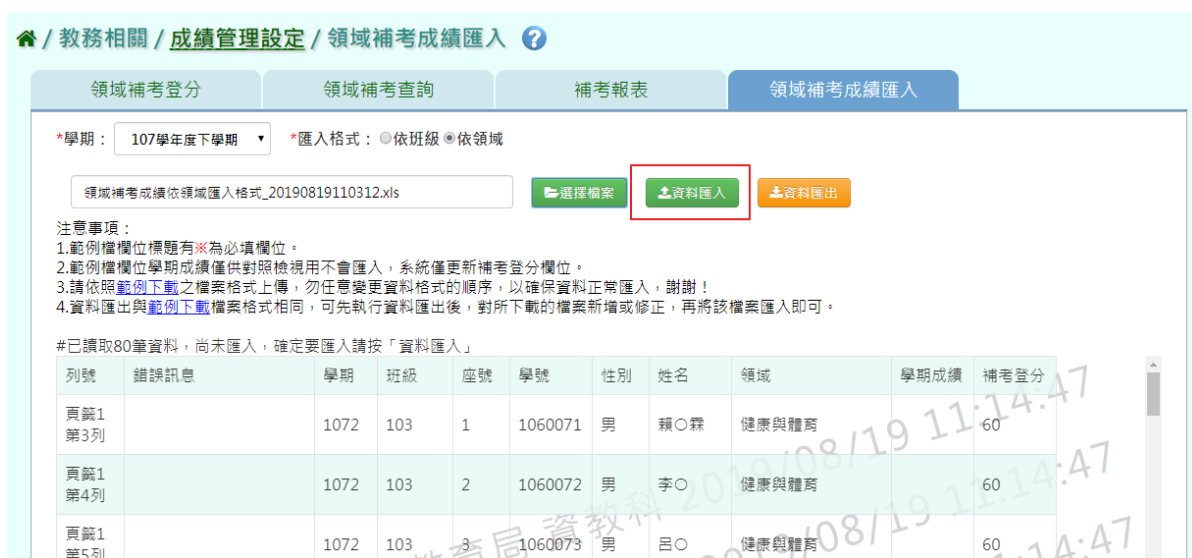 / 教務相關 / 成績管理設定 / 領域補考成績匯入 ?
領域補考登分 領域補考查詢 補考報表 領域補考成績匯入
*學期： 107學年度下學期 *匯入格式： 依班級 依領域
領域補考成績依領域匯入格式_20190819110312.xls 選擇檔案 資料匯入 資料匯出
注意事項：
1.範例檔欄位標題有※為必填欄位。
2.範例檔欄位學期成績僅供對照檢視用不會匯入，系統僅更新補考登分欄位。
3.請依照範例下載之檔案格式上傳，勿任意變更資料格式的順序，以確保資料正常匯入，謝謝！
4.資料匯出與範例下載檔案格式相同，可先執行資料匯出後，對所下載的檔案新增或修正，再將該檔案匯入即可。
#已讀取80筆資料，尚未匯入，確定要匯入請按「資料匯入」
列號 錯誤訊息 學期 班級 座號 學號 性別 姓名 領域 學期成績 補考登分
頁籤1
第3列 1072 103 1 1060071 男 賴○霖 健康與體育 60
頁籤1
第4列 1072 103 2 1060072 男 李○ 健康與體育 60
頁籤1
第5列 1072 103 3 1060073 男 呂○ 健康與體育 60
教育局 資教科 2019/08/19 11:14:47
2019/08/19 11:14:47
11:14:47